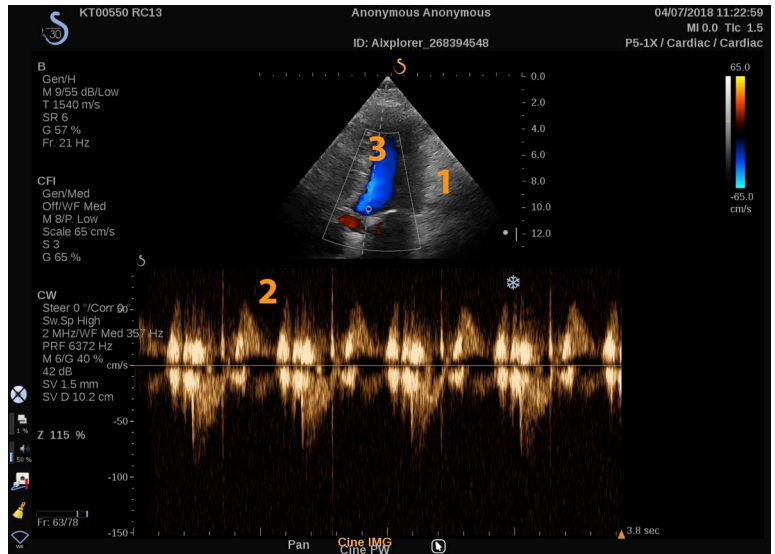 KT00550 RC13
Anonymous Anonymous
04/07/2018 11:22:59
MI 0.0 TIc 1.5
ID: Aixplorer_268394548
P5-1X / Cardiac / Cardiac
30
B
Gen/H
M 9/55 dB/Low
T 1540 m/s
SR 6
G 57 %
Fr. 21 Hz
CFI
Gen/Med
Off/WF Med
M 8/P. Low
Scale 65 cm/s
S 3
G 65 %
CW
Steer 0 °/Corr 0 °
Sw.Sp High
2 MHz/WF Med 357 Hz
PRF 6372 Hz
M 6/G 40 %
42 dB
SV 1.5 mm
SV D 10.2 cm
Z 115 %
1 %
50 %
Fr: 63/78
0.0
2.0
4.0
6.0
8.0
10.0
12.0
65.0
-65.0
cm/s
3
1
2
cm/s
-50
-100
-150
3.8 sec
Pan
Cine IMG
Cine PW